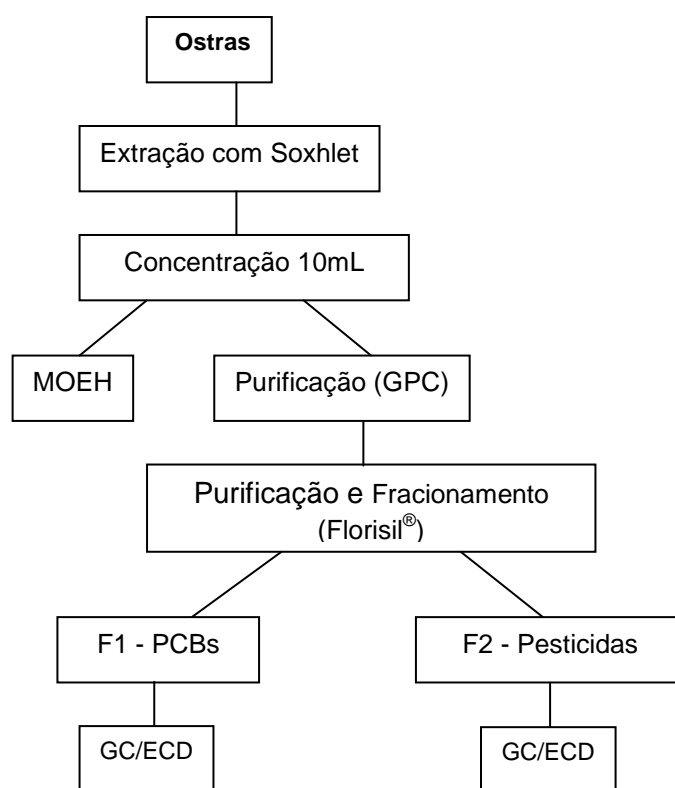 Ostras
Extração com Soxhlet
Concentração 10mL
MOEH
Purificação (GPC)
Purificação e Fracionamento
(Florisil®)
F1 - PCBs
F2 - Pesticidas
GC/ECD
GC/ECD